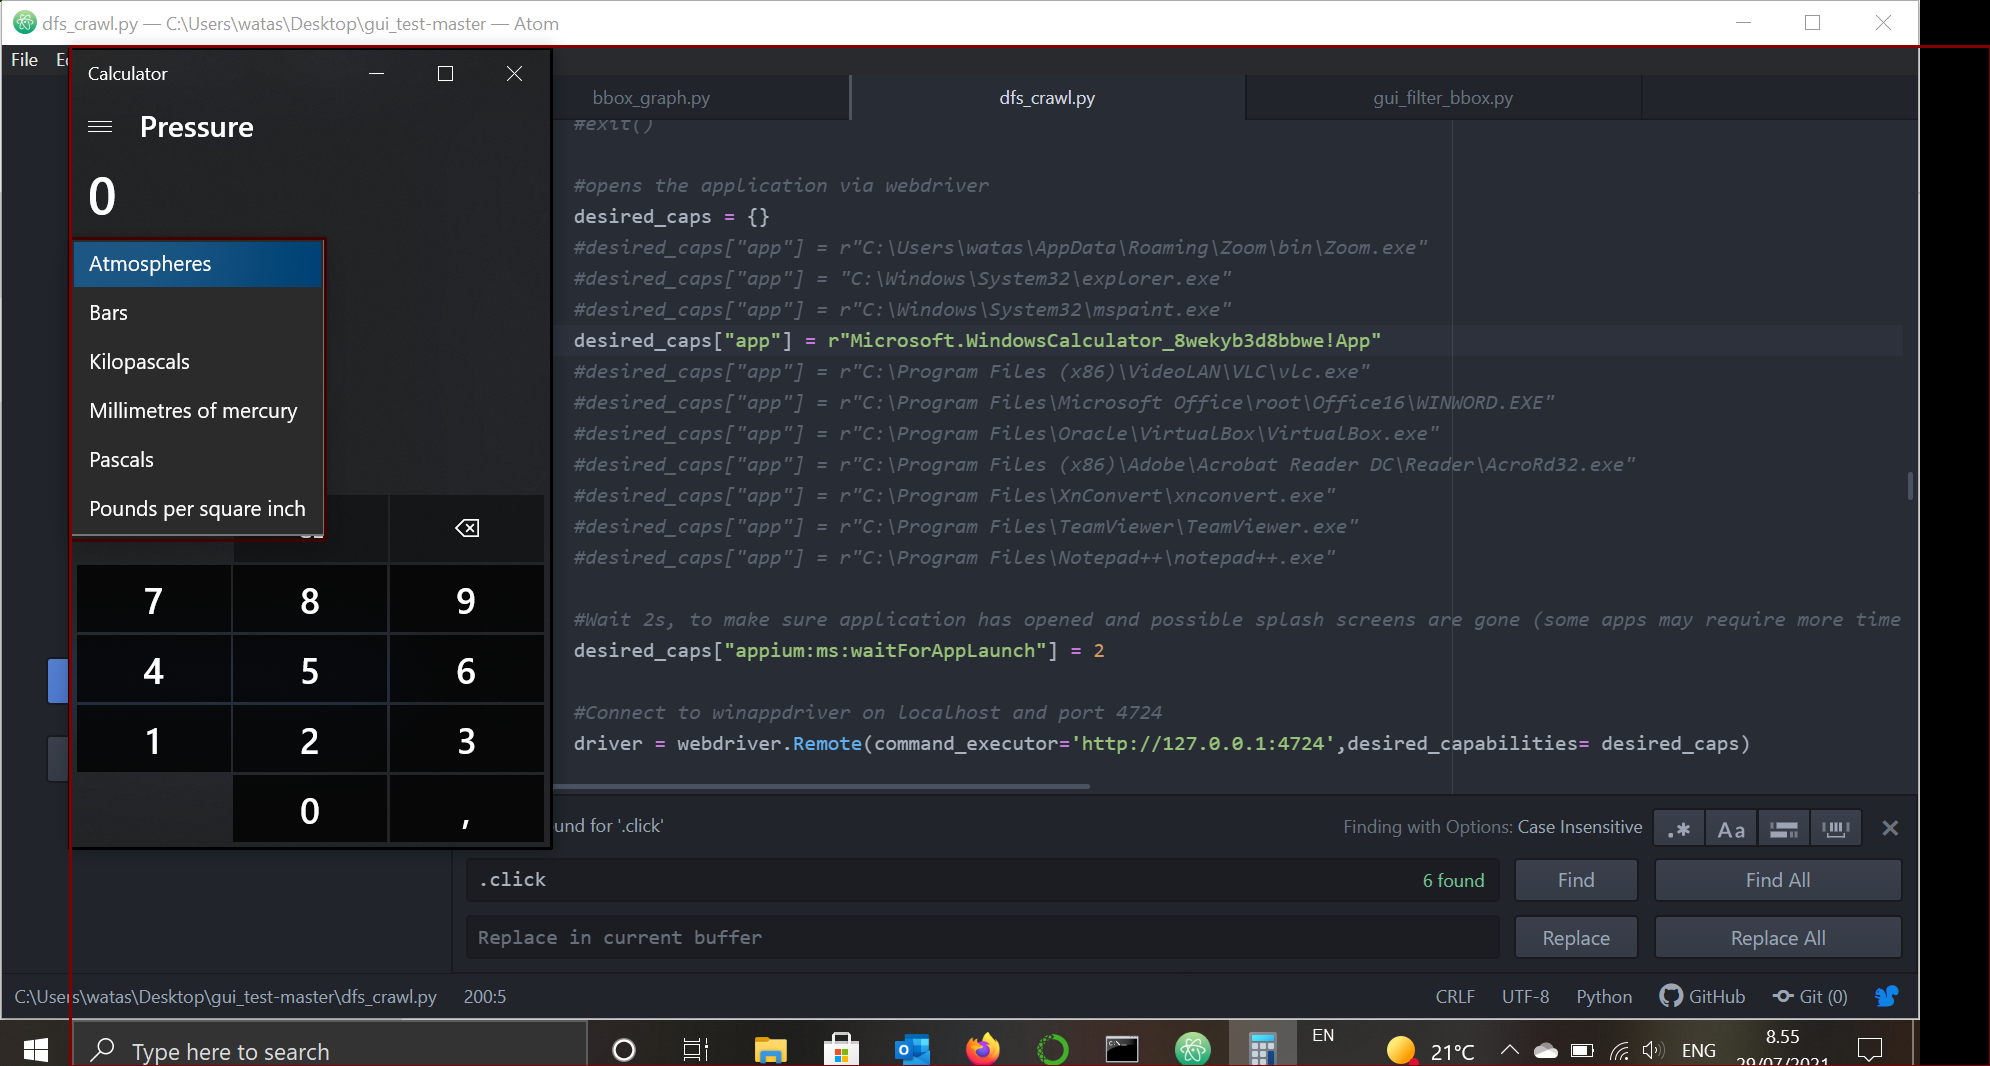 dfs_crawl.py — C:\Users\watas\Desktop\gui_test-master — Atom
File
Calculator
Pressure
0
Atmospheres
Bars
Kilopascals
Millimetres of mercury
Pascals
Pounds per square inch
7 8 9
4 5 6
1 2 3
0 ,
bbox_graph.py dfs_crawl.py gui_filter_bbox.py
#exit()
#opens the application via webdriver
desired_caps = {}
#desired_caps["app"] = r"C:\Users\watas\AppData\Roaming\Zoom\bin\Zoom.exe"
#desired_caps["app"] = "C:\Windows\System32\explorer.exe"
#desired_caps["app"] = r"C:\Windows\System32\mspaint.exe"
desired_caps["app"] = r"Microsoft.WindowsCalculator_8wekyb3d8bbwe!App"
#desired_caps["app"] = r"C:\Program Files (x86)\VideoLAN\VLC\vlc.exe"
#desired_caps["app"] = r"C:\Program Files\Microsoft Office\root\Office16\WINWORD.EXE"
#desired_caps["app"] = r"C:\Program Files\Oracle\VirtualBox\VirtualBox.exe"
#desired_caps["app"] = r"C:\Program Files (x86)\Adobe\Acrobat Reader DC\Reader\AcroRd32.exe"
#desired_caps["app"] = r"C:\Program Files\XnConvert\xnconvert.exe"
#desired_caps["app"] = r"C:\Program Files\TeamViewer\TeamViewer.exe"
#desired_caps["app"] = r"C:\Program Files\Notepad++\notepad++.exe"
#Wait 2s, to make sure application has opened and possible splash screens are gone (some apps may require more time
desired_caps["appium:ms:waitForAppLaunch"] = 2
#Connect to winappdriver on localhost and port 4724
driver = webdriver.Remote(command_executor='http://127.0.0.1:4724',desired_capabilities= desired_caps)
und for '.click'
Finding with Options: Case Insensitive
.* Aa
.click 6 found Find Find All
Replace in current buffer Replace Replace All
C:\Users\watas\Desktop\gui_test-master\dfs_crawl.py 200:5 CRLF UTF-8 Python GitHub Git (0)
Type here to search
EN
21°C ENG
8.55
29/07/2021